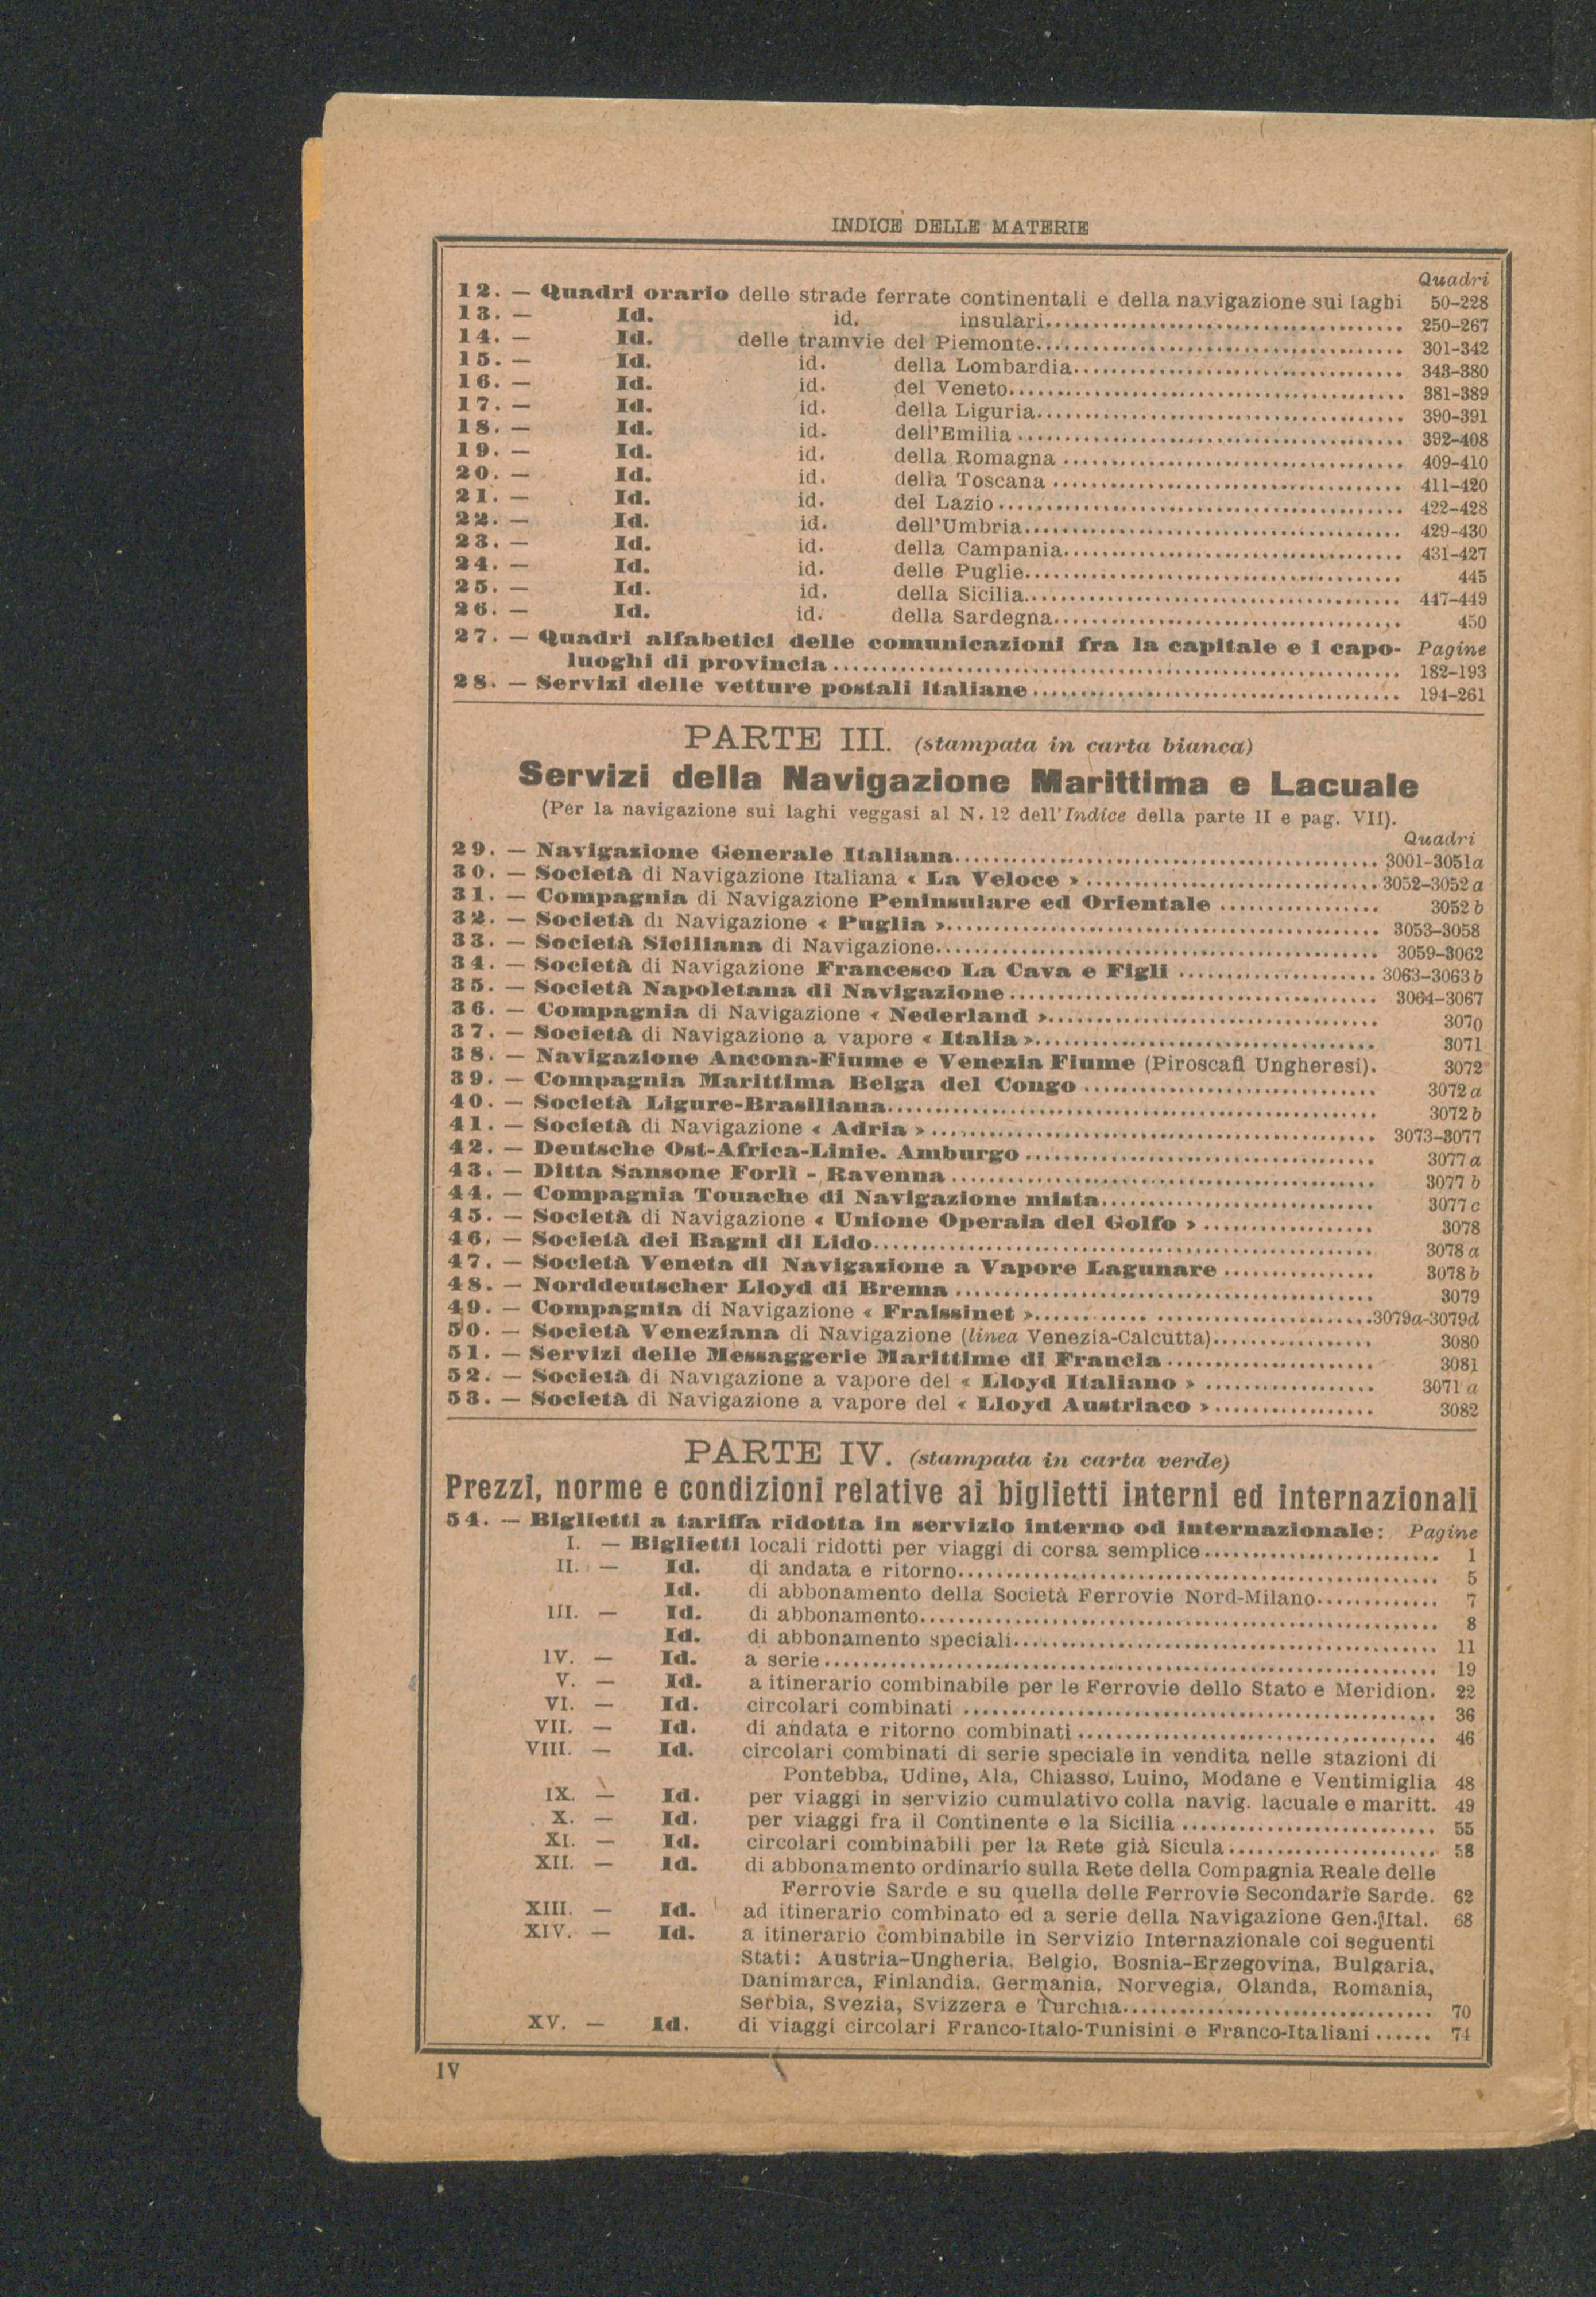 INDICE DELLE MATERIE
Quadri
12. — Quadri orario delle strade ferrate continentali e della navigazione sui laghi 50-228
13. — Id. id. insulari 250-267
14. — Id. delle tramvie del Piemonte 301-342
15. — Id. id. della Lombardia 343-380
16. — Id. id. del Veneto 381-389
17. — Id. id. della Liguria 390-391
18. — Id. id. dell'Emilia 392-408
19. — Id. id. della Romagna 409-410
20. — Id. id. della Toscana 411-420
21. — Id. id. del Lazio 422-428
22. — Id. id. dell'Umbria 429-430
23. — Id. id. della Campania 431-427
24. — Id. id. delle Puglie 445
25. — Id. id. della Sicilia 447-449
26. — Id. id. della Sardegna 450
27. — Quadri alfabetici delle comunicazioni fra la capitale e i capo- Pagine
luoghi di provincia 182-193
28. — Servizi delle vetture postali italiane 194-261
PARTE III. (stampata in carta bianca)
Servizi della Navigazione Marittima e Lacuale
(Per la navigazione sui laghi veggasi al N. 12 dell'Indice della parte II e pag. VII).
Quadri
29. — Navigazione Generale Italiana 3001-3051a
30. — Società di Navigazione Italiana « La Veloce » 3052-3052 a
31. — Compagnia di Navigazione Peninsulare ed Orientale 3052 b
32. — Società di Navigazione « Puglia » 3053-3058
33. — Società Siciliana di Navigazione 3059-3062
34. — Società di Navigazione Francesco La Cava e Figli 3063-3063 b
35. — Società Napoletana di Navigazione 3064-3067
36. — Compagnia di Navigazione « Nederland » 3070
37. — Società di Navigazione a vapore « Italia » 3071
38. — Navigazione Ancona-Fiume e Venezia Fiume (Piroscafi Ungheresi). 3072
39. — Compagnia Marittima Belga del Congo 3072 a
40. — Società Ligure-Brasiliana 3072 b
41. — Società di Navigazione « Adria » 3073-3077
42. — Deutsche Ost-Africa-Linie. Amburgo 3077 a
43. — Ditta Sansone Forlì - Ravenna 3077 b
44. — Compagnia Touache di Navigazione mista 3077 c
45. — Società di Navigazione « Unione Operaia del Golfo » 3078
46. — Società dei Bagni di Lido 3078 a
47. — Società Veneta di Navigazione a Vapore Lagunare 3078 b
48. — Norddeutscher Lloyd di Brema 3079
49. — Compagnia di Navigazione « Fraissinet » 3079a-3079d
50. — Società Veneziana di Navigazione (linea Venezia-Calcutta) 3080
51. — Servizi delle Messaggerie Marittime di Francia 3081
52. — Società di Navigazione a vapore del « Lloyd Italiano » 3071 a
53. — Società di Navigazione a vapore del « Lloyd Austriaco » 3082
PARTE IV. (stampata in carta verde)
Prezzi, norme e condizioni relative ai biglietti interni ed internazionali
54. — Biglietti a tariffa ridotta in servizio interno od internazionale: Pagine
I. — Biglietti locali ridotti per viaggi di corsa semplice 1
II. — Id. di andata e ritorno 5
Id. di abbonamento della Società Ferrovie Nord-Milano 7
III. — Id. di abbonamento 8
Id. di abbonamento speciali 11
IV. — Id. a serie 19
V. — Id. a itinerario combinabile per le Ferrovie dello Stato e Meridion. 22
VI. — Id. circolari combinati 36
VII. — Id. di andata e ritorno combinati 46
VIII. — Id. circolari combinati di serie speciale in vendita nelle stazioni di
Pontebba, Udine, Ala, Chiasso, Luino, Modane e Ventimiglia 48
IX. — Id. per viaggi in servizio cumulativo colla navig. lacuale e maritt. 49
X. — Id. per viaggi fra il Continente e la Sicilia 55
XI. — Id. circolari combinabili per la Rete già Sicula 58
XII. — Id. di abbonamento ordinario sulla Rete della Compagnia Reale delle
Ferrovie Sarde e su quella delle Ferrovie Secondarie Sarde. 62
XIII. — Id. ad itinerario combinato ed a serie della Navigazione Gen. Ital. 68
XIV. — Id. a itinerario combinabile in Servizio Internazionale coi seguenti
Stati: Austria-Ungheria, Belgio, Bosnia-Erzegovina, Bulgaria,
Danimarca, Finlandia, Germania, Norvegia, Olanda, Romania,
Serbia, Svezia, Svizzera e Turchia 70
XV. — Id. di viaggi circolari Franco-Italo-Tunisini e Franco-Italiani 74
IV